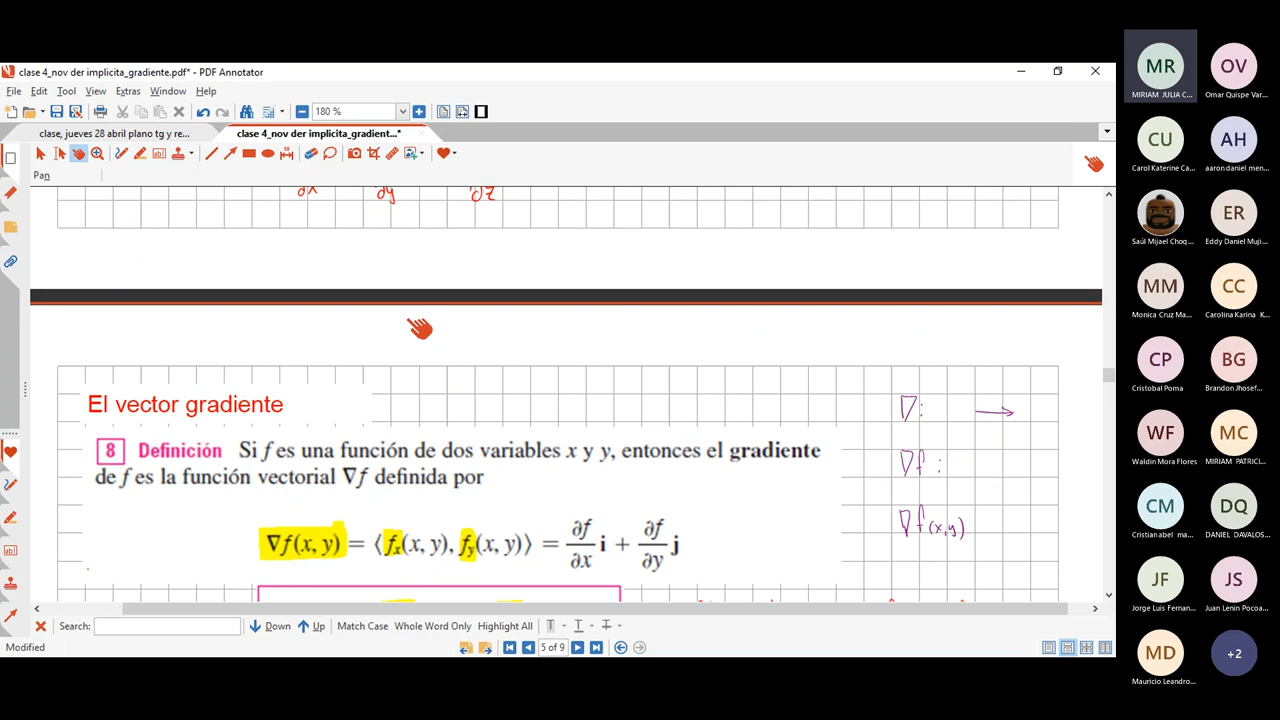 clase 4_nov der implicita_gradiente.pdf* - PDF Annotator
File Edit Tool View Extras Window Help
180 %
clase, jueves 28 abril plano tg y re...
clase 4_nov der implicita_gradient...*
Pan
∂x ∂y ∂z
El vector gradiente
8 Definición Si f es una función de dos variables x y y, entonces el gradiente
de f es la función vectorial ∇f definida por
∇f(x, y) = ⟨fx(x, y), fy(x, y)⟩ = ∂f/∂x i + ∂f/∂y j
∇: →
∇f :
∇f(x,y)
Search: Down Up Match Case Whole Word Only Highlight All
Modified
5 of 9
MR
MIRIAM JULIA C...
OV
Omar Quispe Var...
CU
Carol Katerine Ca...
AH
aaron daniel men...
Saúl Mijael Choq...
ER
Eddy Daniel Muji...
MM
Monica Cruz Ma...
CC
Carolina Karina K...
CP
Cristobal Poma
BG
Brandon Jhosef...
WF
Waldin Mora Flores
MC
MIRIAM PATRICI...
CM
Cristian abel ma...
DQ
DANIEL DAVALOS...
JF
Jorge Luis Fernan...
JS
Juan Lenin Pocoa...
MD
Mauricio Leandro...
+2